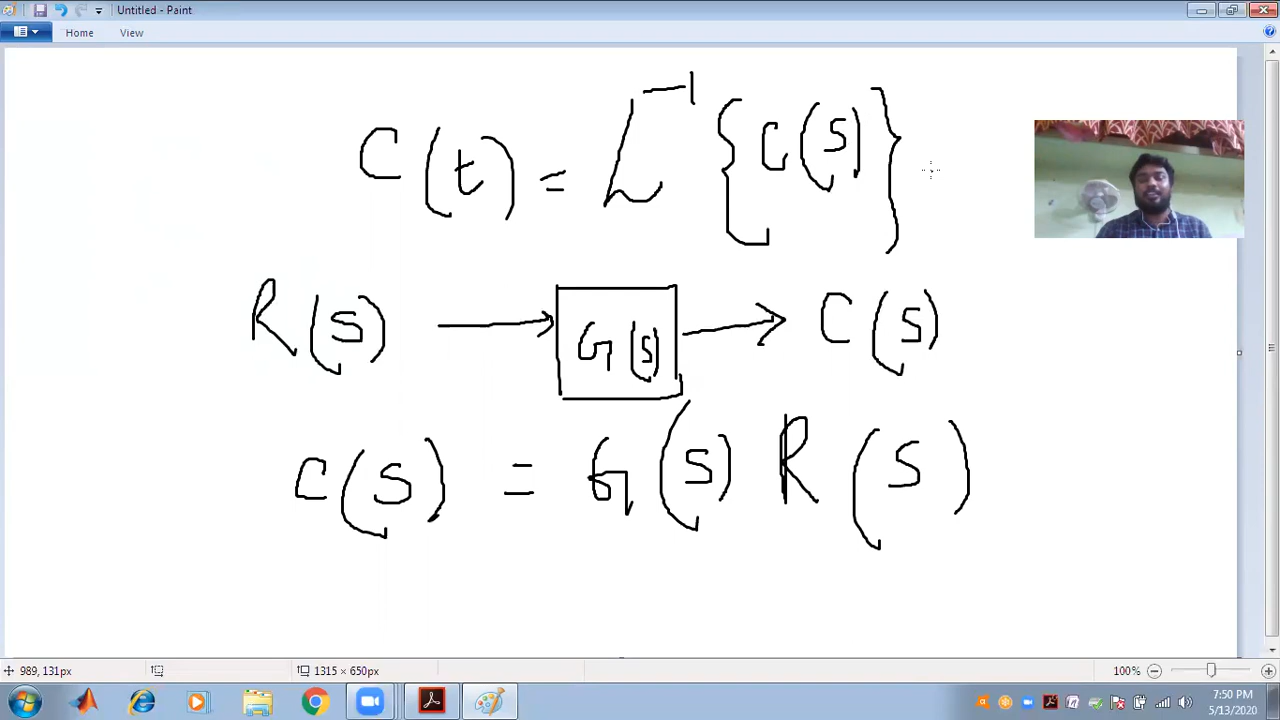 Untitled - Paint
Home View
C(t) = L⁻¹ {C(S)}
R(S) → G(S) → C(S)
C(S) = G(S) R(S)
989, 131px 1315 × 650px 100%
7:50 PM
5/13/2020